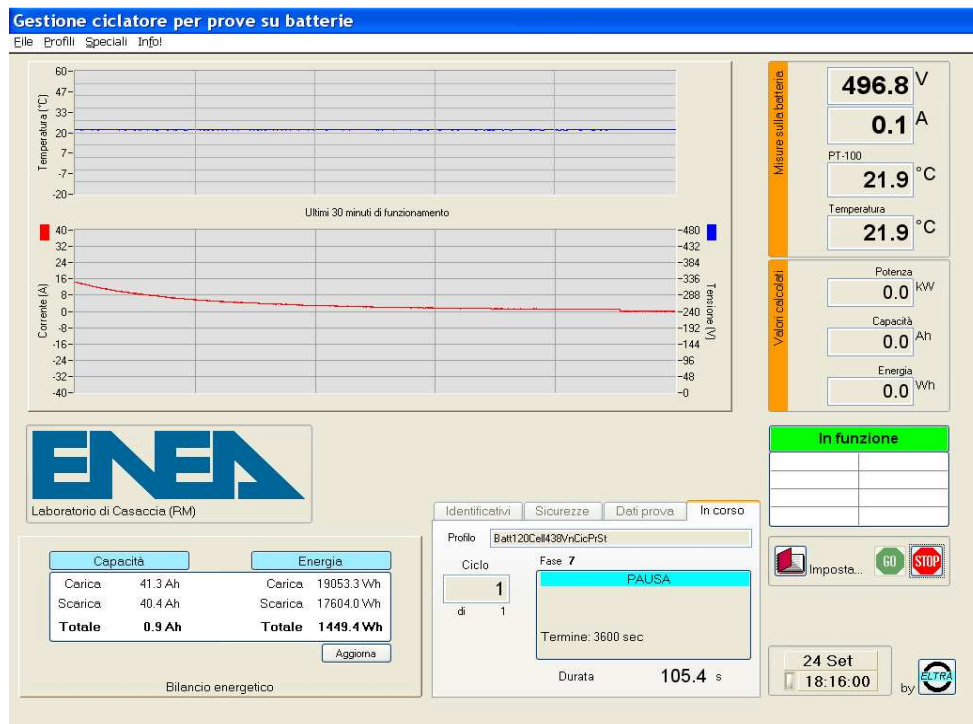 Gestione ciclatore per prove su batterie
File Profili Speciali Info!
Temperatura (°C)
60
47
33
20
7
-7
-20
Ultimi 30 minuti di funzionamento
Corrente (A)
40
32
24
16
8
0
-8
-16
-24
-32
-40
480
432
384
336
288
240
192
144
96
48
0
Tensione (V)
Misure sulla batteria
496.8 V
0.1 A
PT-100
21.9 °C
Temperatura
21.9 °C
Valori calcolati
Potenza
0.0 kW
Capacità
0.0 Ah
Energia
0.0 Wh
In funzione
ENEA
Laboratorio di Casaccia (RM)
Capacità
Carica 41.3 Ah
Scarica 40.4 Ah
Totale 0.9 Ah
Energia
Carica 19053.3 Wh
Scarica 17604.0 Wh
Totale 1449.4 Wh
Aggiorna
Bilancio energetico
Identificativi Sicurezze Dati prova In corso
Profilo Batt120Cell438VnCicPrSt
Ciclo
1
di 1
Fase 7
PAUSA
Termine: 3600 sec
Durata 105.4 s
Imposta... GO STOP
24 Set
18:16:00
by ELTRA